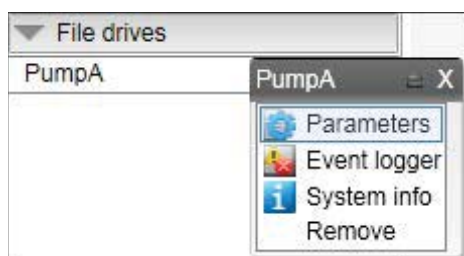 File drives
PumpA
PumpA X
Parameters
Event logger
System info
Remove